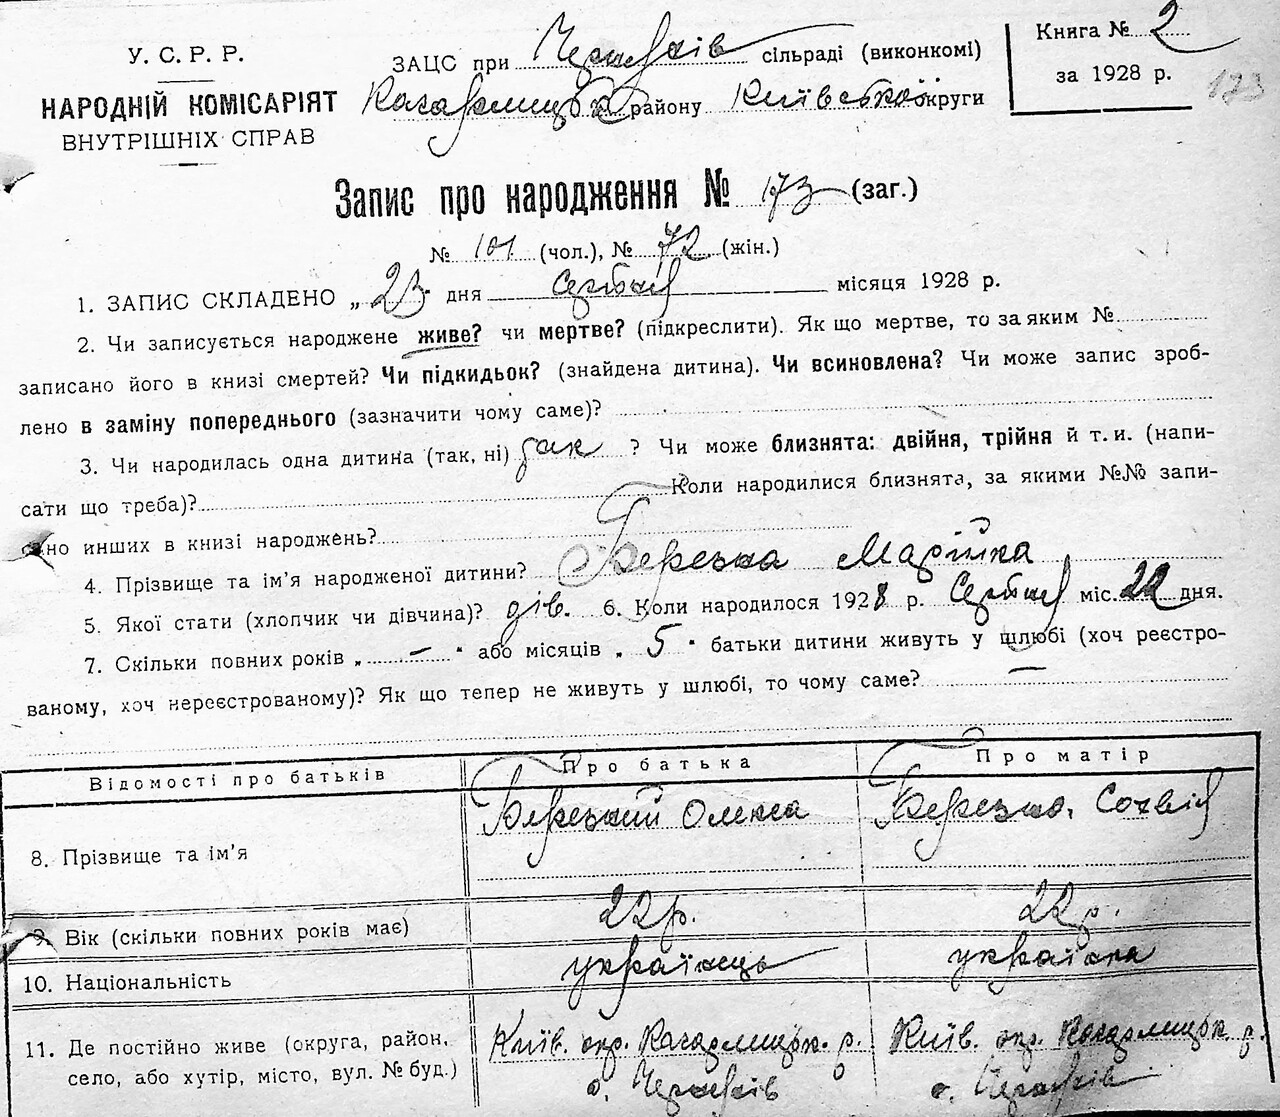 У. С. Р. Р.
НАРОДНІЙ КОМІСАРІЯТ
ВНУТРІШНІХ СПРАВ
ЗАЦС при Черняхів сільраді (виконкомі)
Кагарлицьк району Київської округи
Книга № 2
за 1928 р.
173
Запис про народження № 173 (заг.)
№ 101 (чол.), № 72 (жін.)
1. ЗАПИС СКЛАДЕНО „23" дня Серпня місяця 1928 р.
2. Чи записується народжене живе? чи мертве? (підкреслити). Як що мертве, то за яким №
записано його в книзі смертей? Чи підкидьок? (знайдена дитина). Чи всиновлена? Чи може запис зроб-
лено в заміну попереднього (зазначити чому саме)?
3. Чи народилась одна дитина (так, ні) так ? Чи може близнята: двійня, трійня й т. и. (напи-
сати що треба)? Коли народилися близнята, за якими №№ запи-
сано инших в книзі народжень?
4. Прізвище та ім'я народженої дитини? Марійка
5. Якої стати (хлопчик чи дівчина)? дів. 6. Коли народилося 1928 р. Серпня міс. 22 дня.
7. Скільки повних років „ — " або місяців „ 5 " батьки дитини живуть у шлюбі (хоч реєстро-
ваному, хоч нереєстрованому)? Як що тепер не живуть у шлюбі, то чому саме? —
Відомості про батьків Про батька Про матір
8. Прізвище та ім'я Олекса Софія
9. Вік (скільки повних років має) 22 р. 22 р.
10. Національність українець українка
11. Де постійно живе (округа, район, Київ. окр. Кагарлицьк. р. Київ. окр. Кагарлицьк. р.
село, або хутір, місто, вул. № буд.) с. Черняхів с. Черняхів